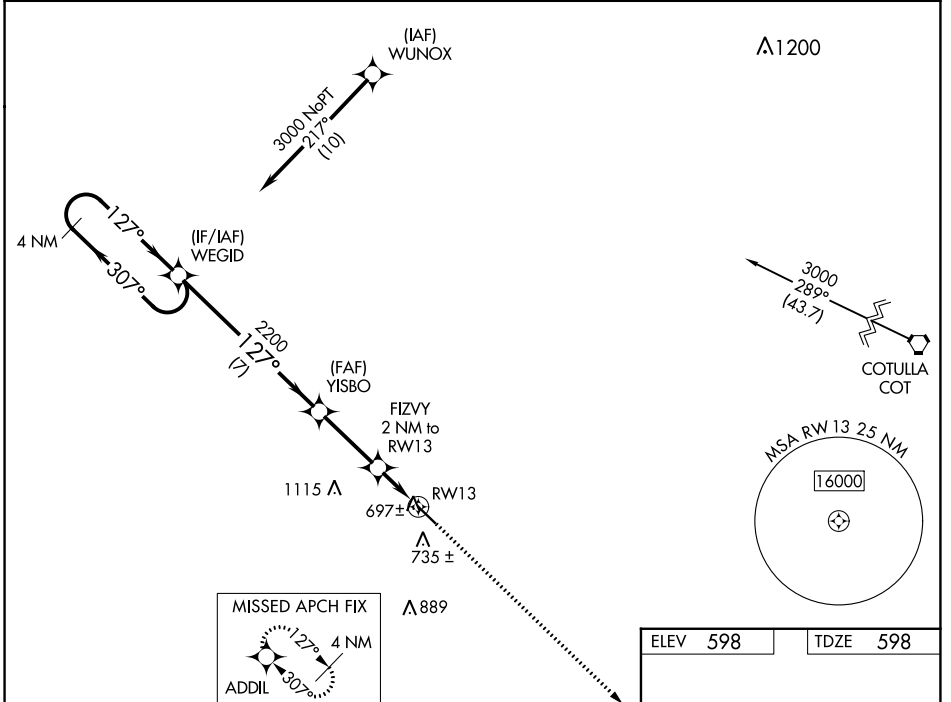 (IAF)
WUNOX
1200
3000 NoPT
217°
(10)
4 NM
127°
307°
(IF/IAF)
WEGID
2200
127°
(7)
3000
289°
(43.7)
COTULLA
COT
(FAF)
YISBO
FIZVY
2 NM to
RW13
1115
697±
RW13
735 ±
889
MSA RW 13 25 NM
16000
MISSED APCH FIX
127°
4 NM
307°
ADDIL
ELEV 598
TDZE 598